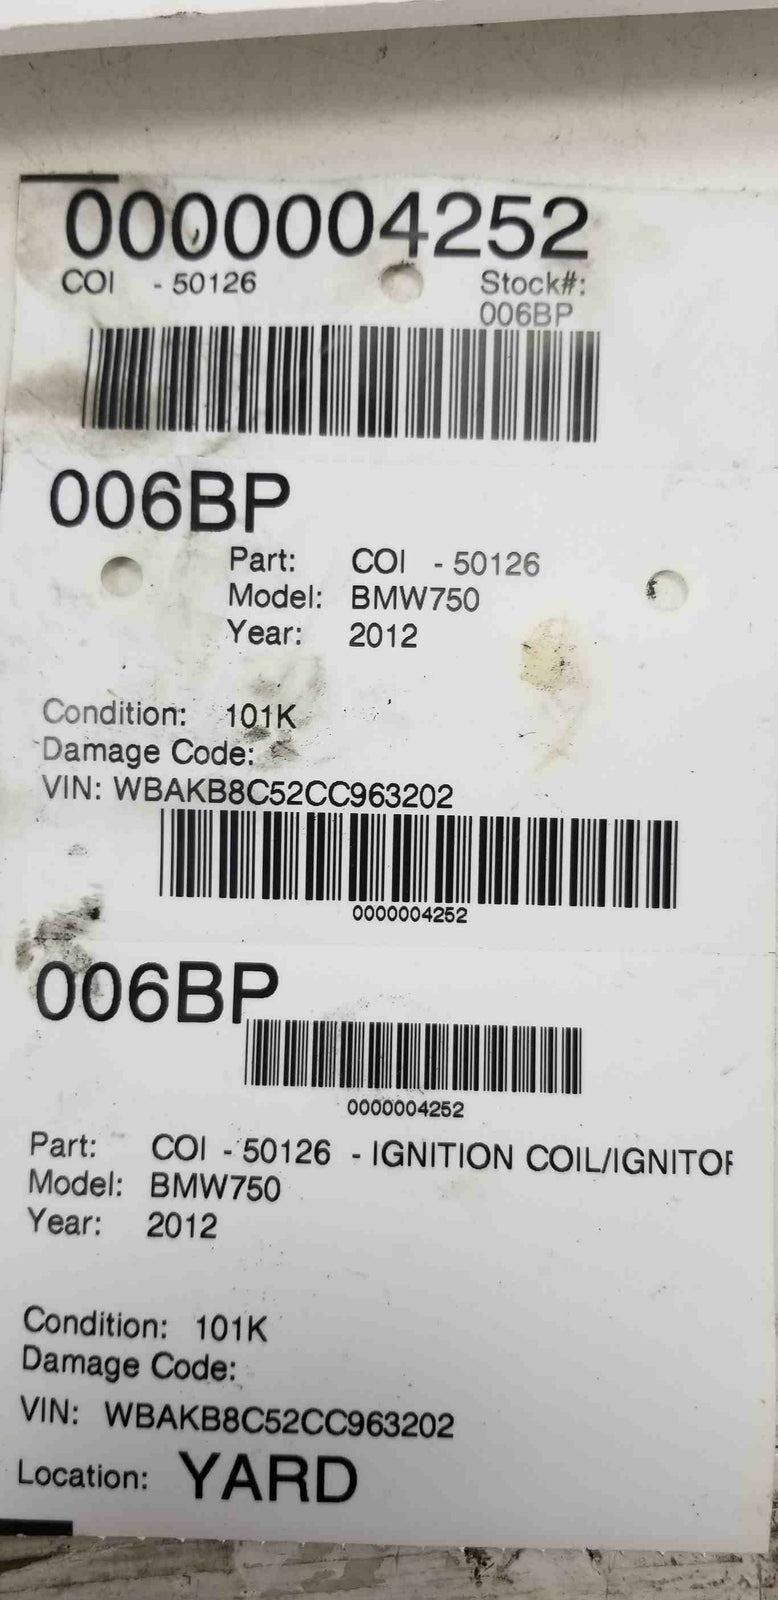 0000004252
COI - 50126 Stock#:
006BP
006BP
Part: COI - 50126
Model: BMW750
Year: 2012
Condition: 101K
Damage Code:
VIN: WBAKB8C52CC963202
0000004252
006BP
0000004252
Part: COI - 50126 - IGNITION COIL/IGNITOR
Model: BMW750
Year: 2012
Condition: 101K
Damage Code:
VIN: WBAKB8C52CC963202
Location: YARD